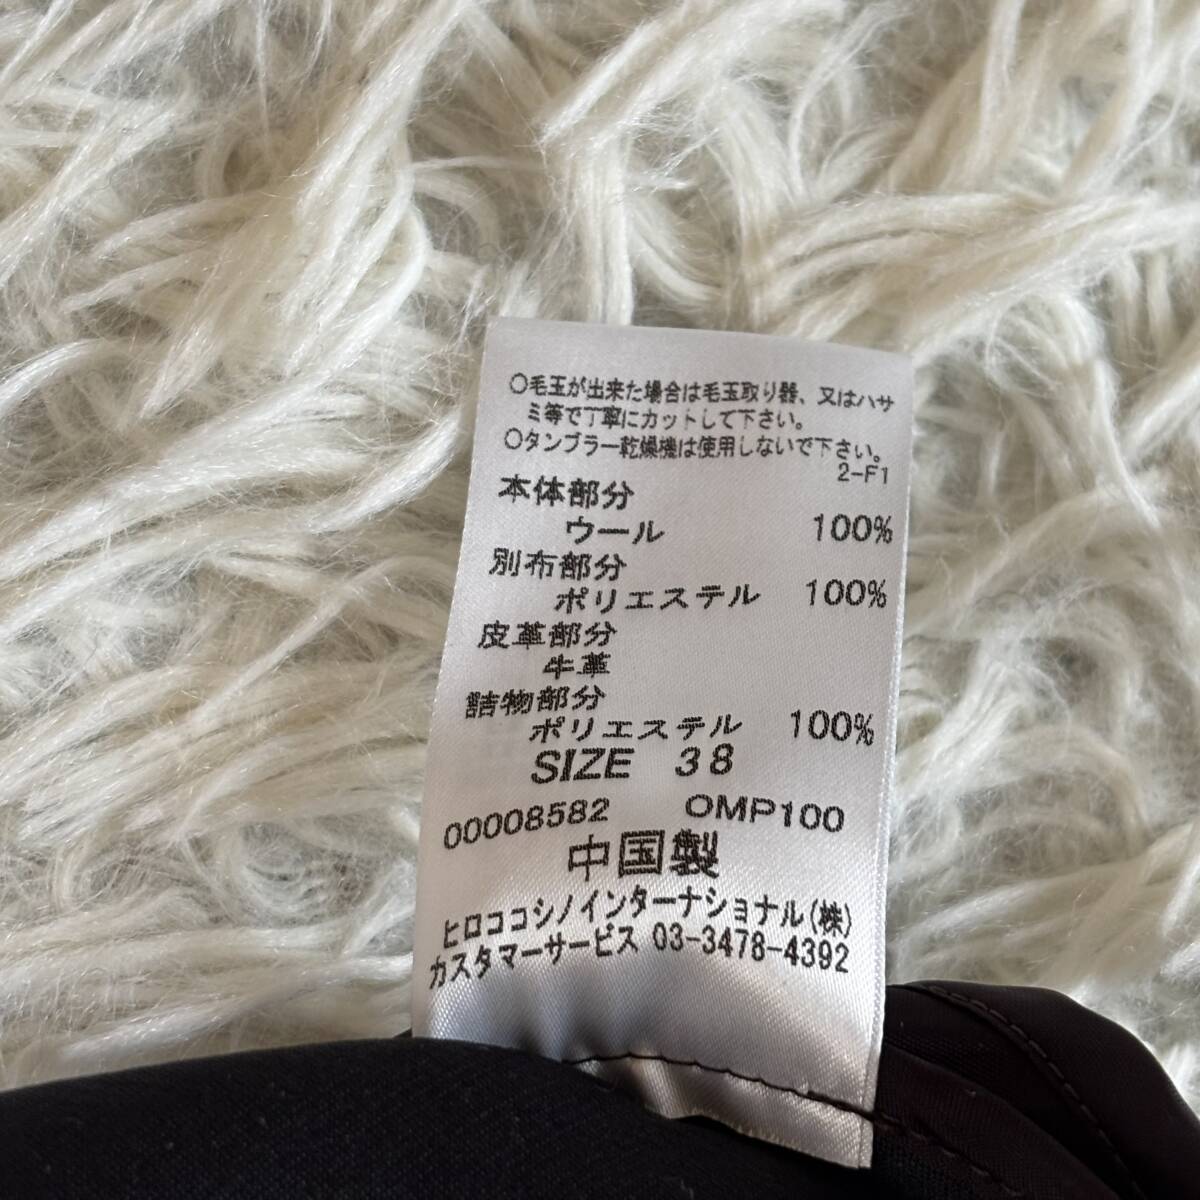 ○毛玉が出来た場合は毛玉取り器、又はハサ
ミ等で丁寧にカットして下さい。
○タンブラー乾燥機は使用しないで下さい。
2-F1
本体部分
ウール 100%
別布部分
ポリエステル 100%
皮革部分
牛革
詰物部分
ポリエステル 100%
SIZE 38
00008582 OMP100
中国製
ヒロココシノインターナショナル(株)
カスタマーサービス 03-3478-4392